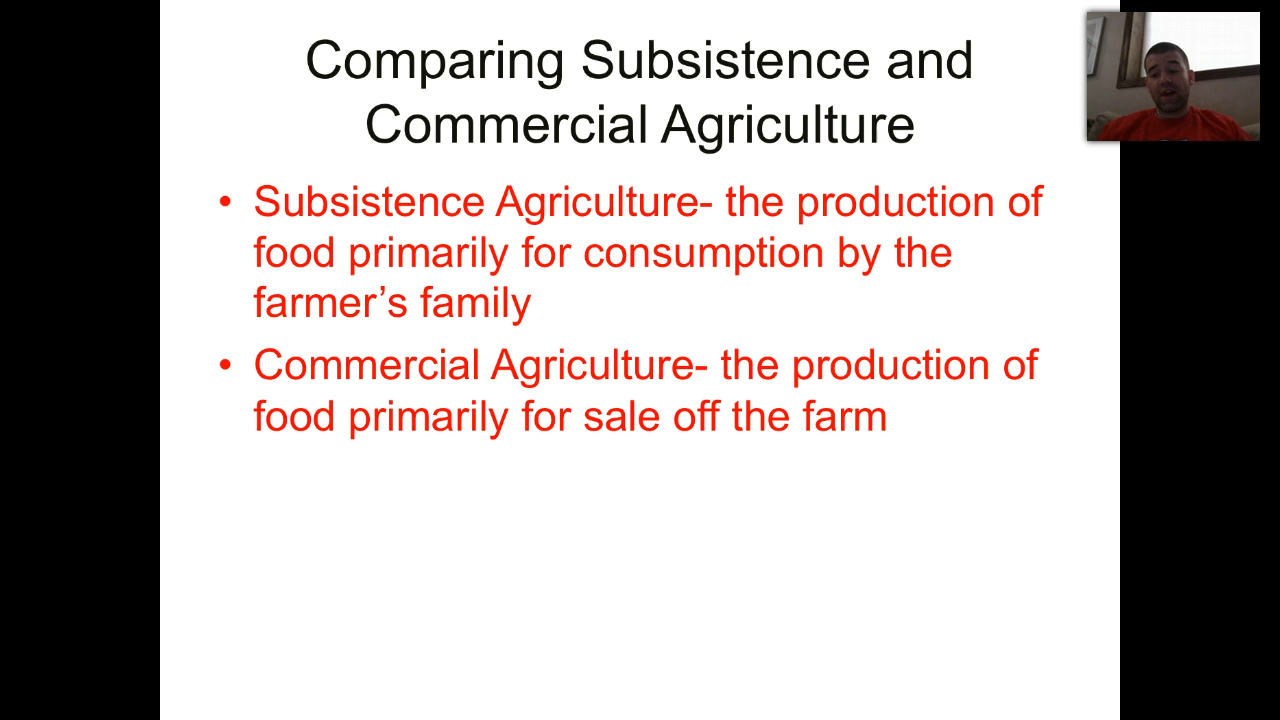 Comparing Subsistence and
Commercial Agriculture
• Subsistence Agriculture- the production of
food primarily for consumption by the
farmer’s family
• Commercial Agriculture- the production of
food primarily for sale off the farm